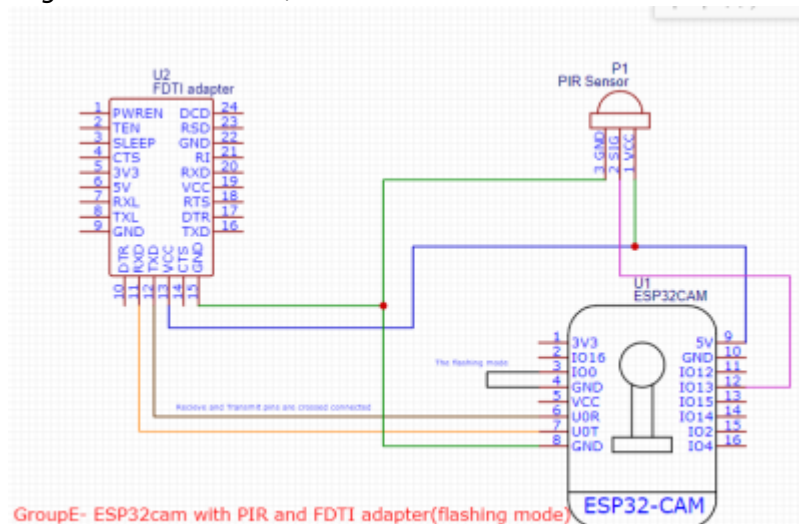 U2
FDTI adapter
1 PWREN DCD 24
2 TEN RSD 23
3 SLEEP GND 22
4 CTS RI 21
5 3V3 RXD 20
6 5V VCC 19
7 RXL RTS 18
8 TXL DTR 17
9 GND TXD 16
DTR RXD TXD VCC CTS GND
10 11 12 13 14 15
P1
PIR Sensor
3 GND
2 SIG
1 VCC
U1
ESP32CAM
1 3V3 5V 9
2 IO16 GND 10
3 IO0 IO12 11
4 GND IO13 12
5 VCC IO15 13
6 U0R IO14 14
7 U0T IO2 15
8 GND IO4 16
The flashing mode
Recieve and Transmit pins are crossed connected
ESP32-CAM
GroupE- ESP32cam with PIR and FDTI adapter(flashing mode)